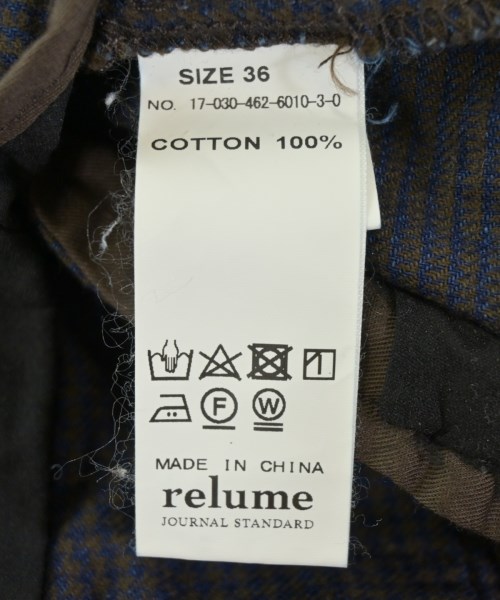 SIZE 36
NO. 17-030-462-6010-3-0
COTTON 100%
F W
MADE IN CHINA
relume
JOURNAL STANDARD